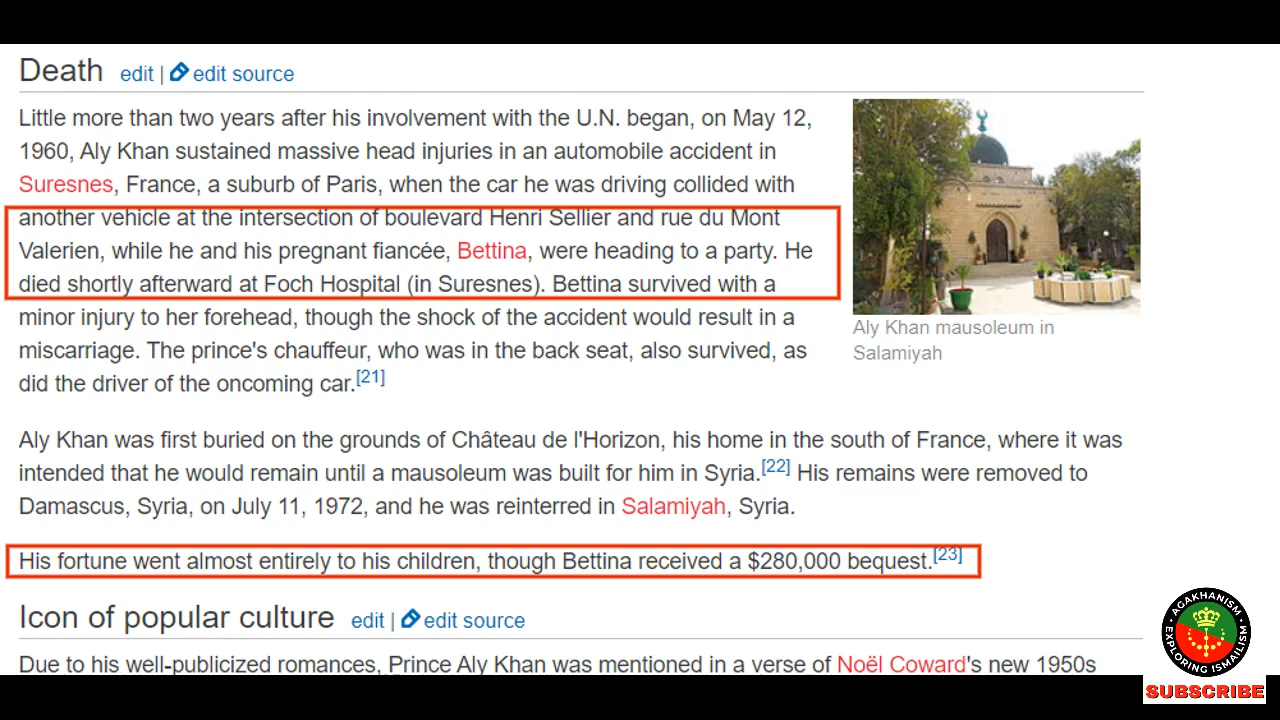 Death edit | edit source
Little more than two years after his involvement with the U.N. began, on May 12,
1960, Aly Khan sustained massive head injuries in an automobile accident in
Suresnes, France, a suburb of Paris, when the car he was driving collided with
another vehicle at the intersection of boulevard Henri Sellier and rue du Mont
Valerien, while he and his pregnant fiancée, Bettina, were heading to a party. He
died shortly afterward at Foch Hospital (in Suresnes). Bettina survived with a
minor injury to her forehead, though the shock of the accident would result in a
miscarriage. The prince's chauffeur, who was in the back seat, also survived, as
did the driver of the oncoming car.[21]
Aly Khan mausoleum in
Salamiyah
Aly Khan was first buried on the grounds of Château de l'Horizon, his home in the south of France, where it was
intended that he would remain until a mausoleum was built for him in Syria.[22] His remains were removed to
Damascus, Syria, on July 11, 1972, and he was reinterred in Salamiyah, Syria.
His fortune went almost entirely to his children, though Bettina received a $280,000 bequest.[23]
Icon of popular culture edit | edit source
Due to his well-publicized romances, Prince Aly Khan was mentioned in a verse of Noël Coward's new 1950s
AGAKHANISM
EXPLORING ISMAILISM
SUBSCRIBE